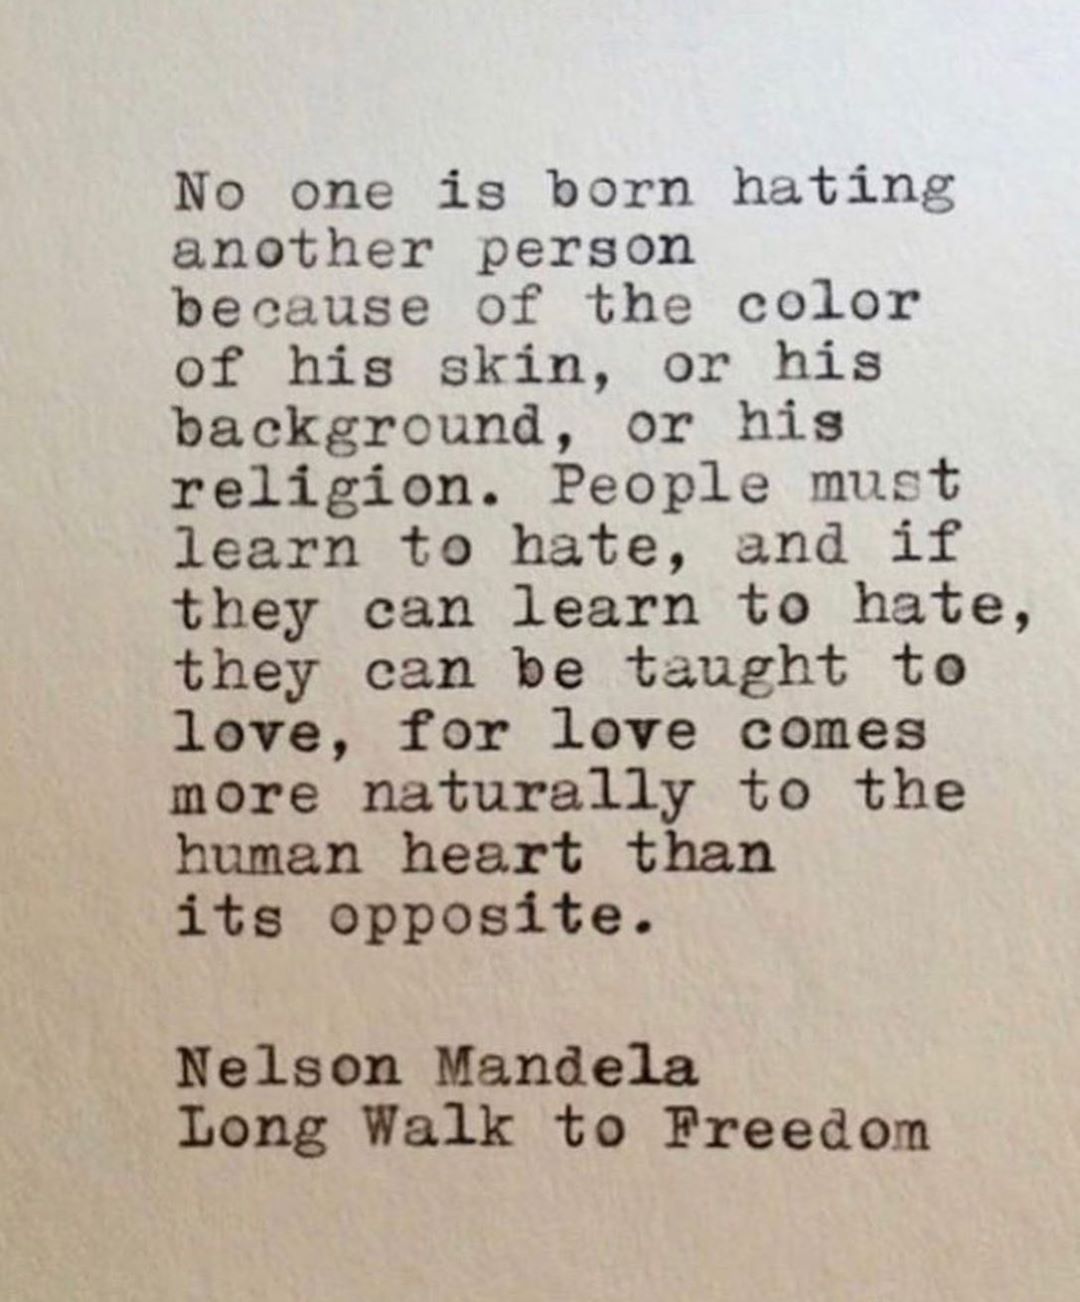 No one is born hating
another person
because of the color
of his skin, or his
background, or his
religion. People must
learn to hate, and if
they can learn to hate,
they can be taught to
love, for love comes
more naturally to the
human heart than
its opposite.
Nelson Mandela
Long Walk to Freedom